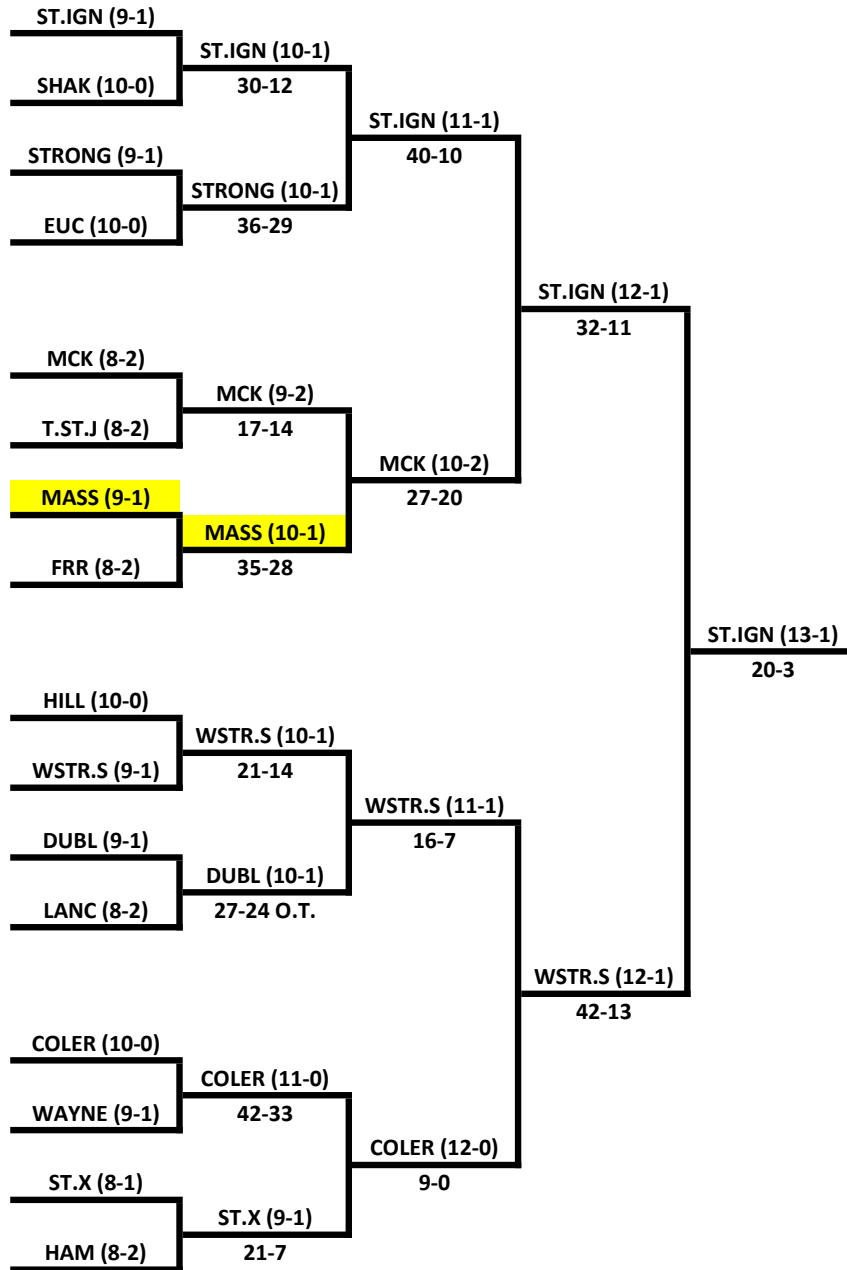 ST.IGN (9-1)
ST.IGN (10-1)
SHAK (10-0)
30-12
ST.IGN (11-1)
STRONG (9-1)
40-10
STRONG (10-1)
EUC (10-0)
36-29
ST.IGN (12-1)
32-11
MCK (8-2)
MCK (9-2)
T.ST.J (8-2)
17-14
MCK (10-2)
MASS (9-1)
27-20
MASS (10-1)
FRR (8-2)
35-28
ST.IGN (13-1)
20-3
HILL (10-0)
WSTR.S (10-1)
WSTR.S (9-1)
21-14
WSTR.S (11-1)
DUBL (9-1)
16-7
DUBL (10-1)
LANC (8-2)
27-24 O.T.
WSTR.S (12-1)
42-13
COLER (10-0)
COLER (11-0)
WAYNE (9-1)
42-33
COLER (12-0)
ST.X (8-1)
9-0
ST.X (9-1)
HAM (8-2)
21-7